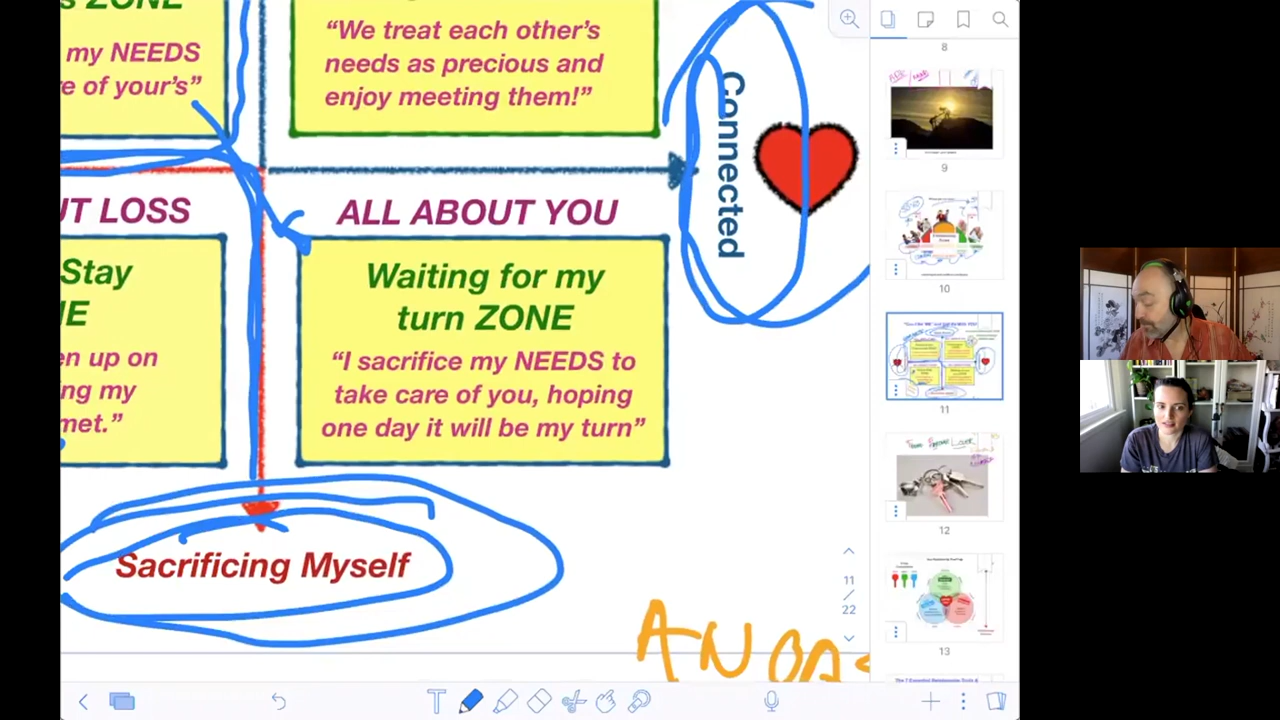 s ZONE
my NEEDS
re of your's”
“We treat each other's
needs as precious and
enjoy meeting them!”
Connected
UT LOSS
ALL ABOUT YOU
Stay
NE
en up on
ng my
met.”
Waiting for my
turn ZONE
“I sacrifice my NEEDS to
take care of you, hoping
one day it will be my turn”
Sacrificing Myself
11
/
22
T
8
9
10
11
12
13